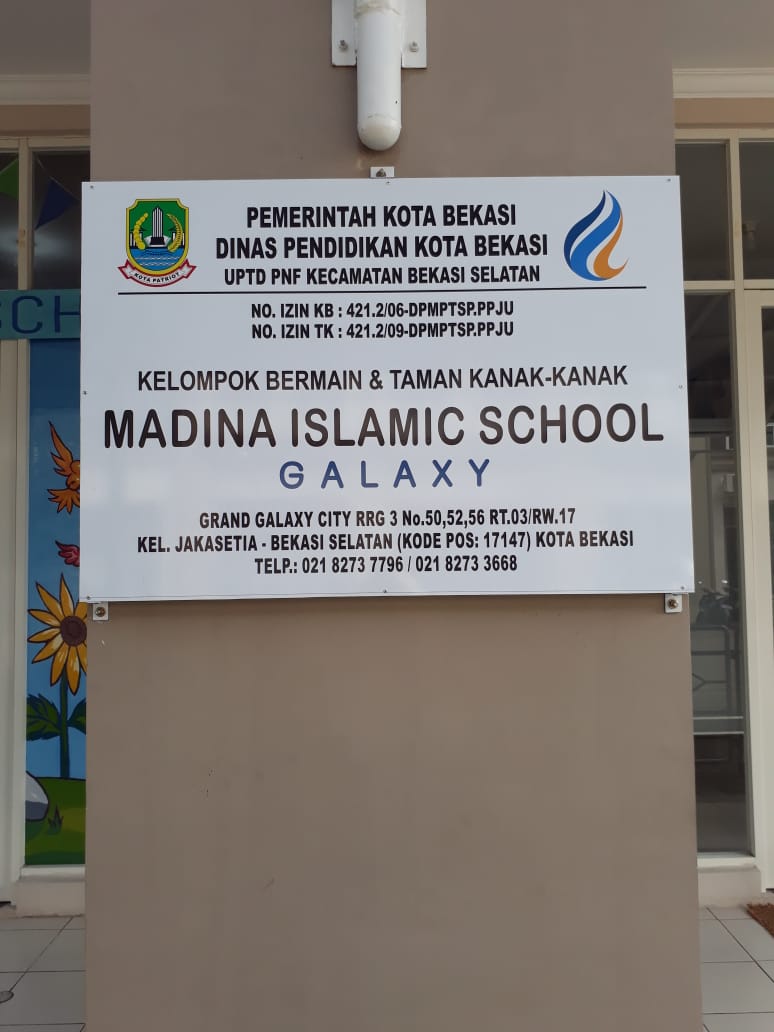 PEMERINTAH KOTA BEKASI
DINAS PENDIDIKAN KOTA BEKASI
UPTD PNF KECAMATAN BEKASI SELATAN
KOTA PATRIOT
NO. IZIN KB : 421.2/06-DPMPTSP.PPJU
NO. IZIN TK : 421.2/09-DPMPTSP.PPJU
KELOMPOK BERMAIN & TAMAN KANAK-KANAK
MADINA ISLAMIC SCHOOL
GALAXY
GRAND GALAXY CITY RRG 3 No.50,52,56 RT.03/RW.17
KEL. JAKASETIA - BEKASI SELATAN (KODE POS: 17147) KOTA BEKASI
TELP.: 021 8273 7796 / 021 8273 3668